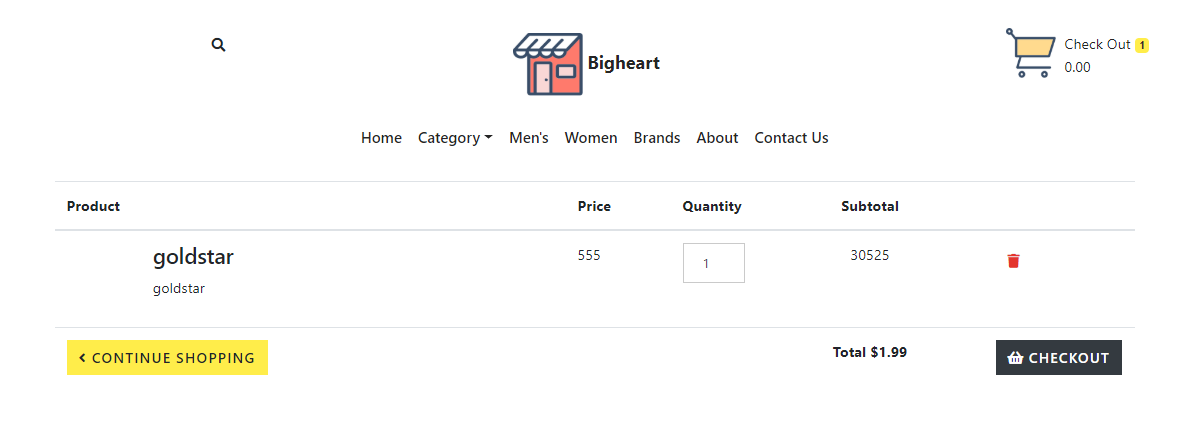 Bigheart
Check Out 1
0.00
Home Category Men's Women Brands About Contact Us
Product Price Quantity Subtotal
goldstar 555 1 30525
goldstar
CONTINUE SHOPPING Total $1.99 CHECKOUT